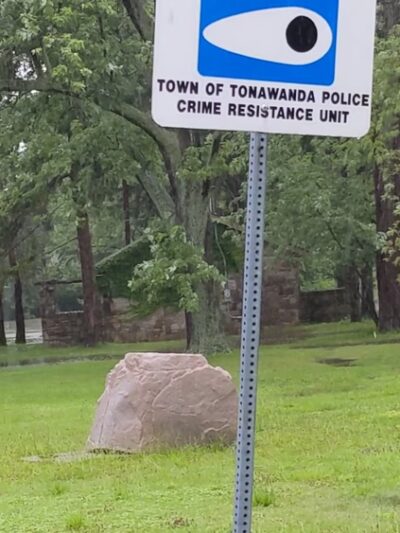 TOWN OF TONAWANDA POLICE
CRIME RESISTANCE UNIT